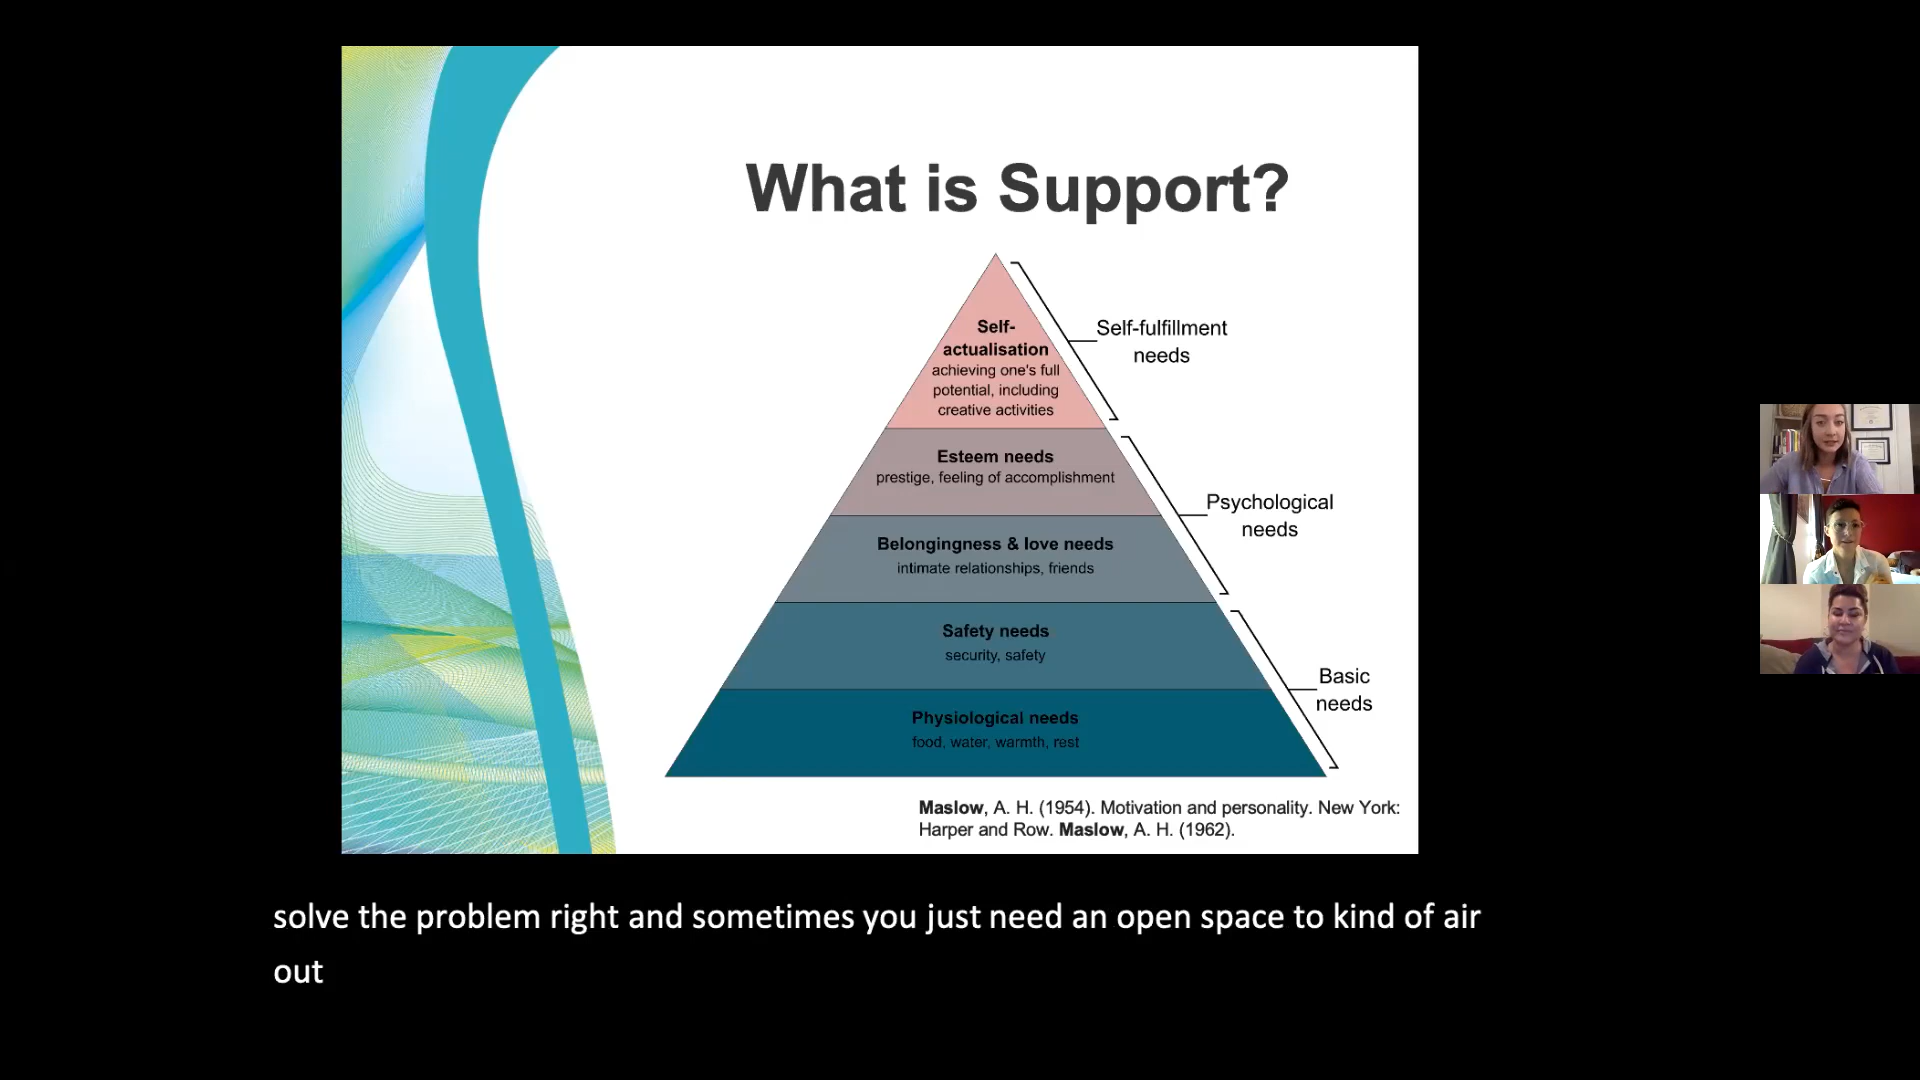 What is Support?
Self-
actualisation
achieving one's full
potential, including
creative activities
Self-fulfillment
needs
Esteem needs
prestige, feeling of accomplishment
Psychological
needs
Belongingness & love needs
intimate relationships, friends
Safety needs
security, safety
Basic
needs
Physiological needs
food, water, warmth, rest
Maslow, A. H. (1954). Motivation and personality. New York:
Harper and Row. Maslow, A. H. (1962).
solve the problem right and sometimes you just need an open space to kind of air
out